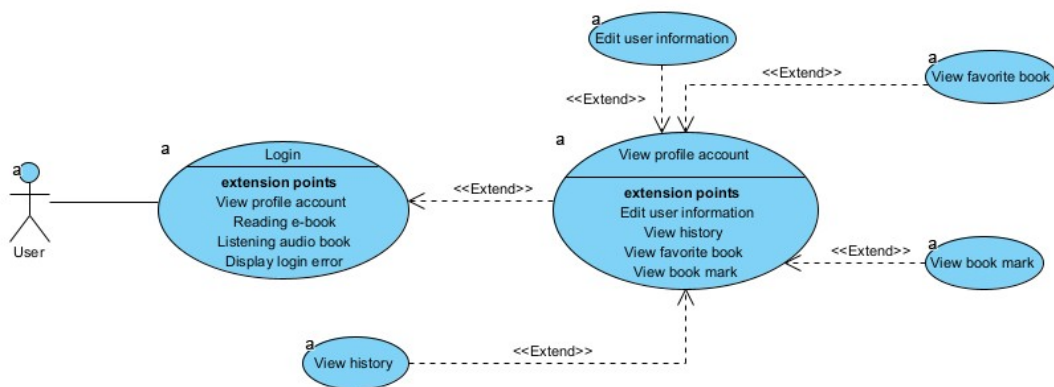 a
Edit user information
<<Extend>>
a
View favorite book
<<Extend>>
a
User
a
Login
extension points
View profile account
Reading e-book
Listening audio book
Display login error
<<Extend>>
a
View profile account
extension points
Edit user information
View history
View favorite book
View book mark
<<Extend>>
a
View book mark
a
View history
<<Extend>>